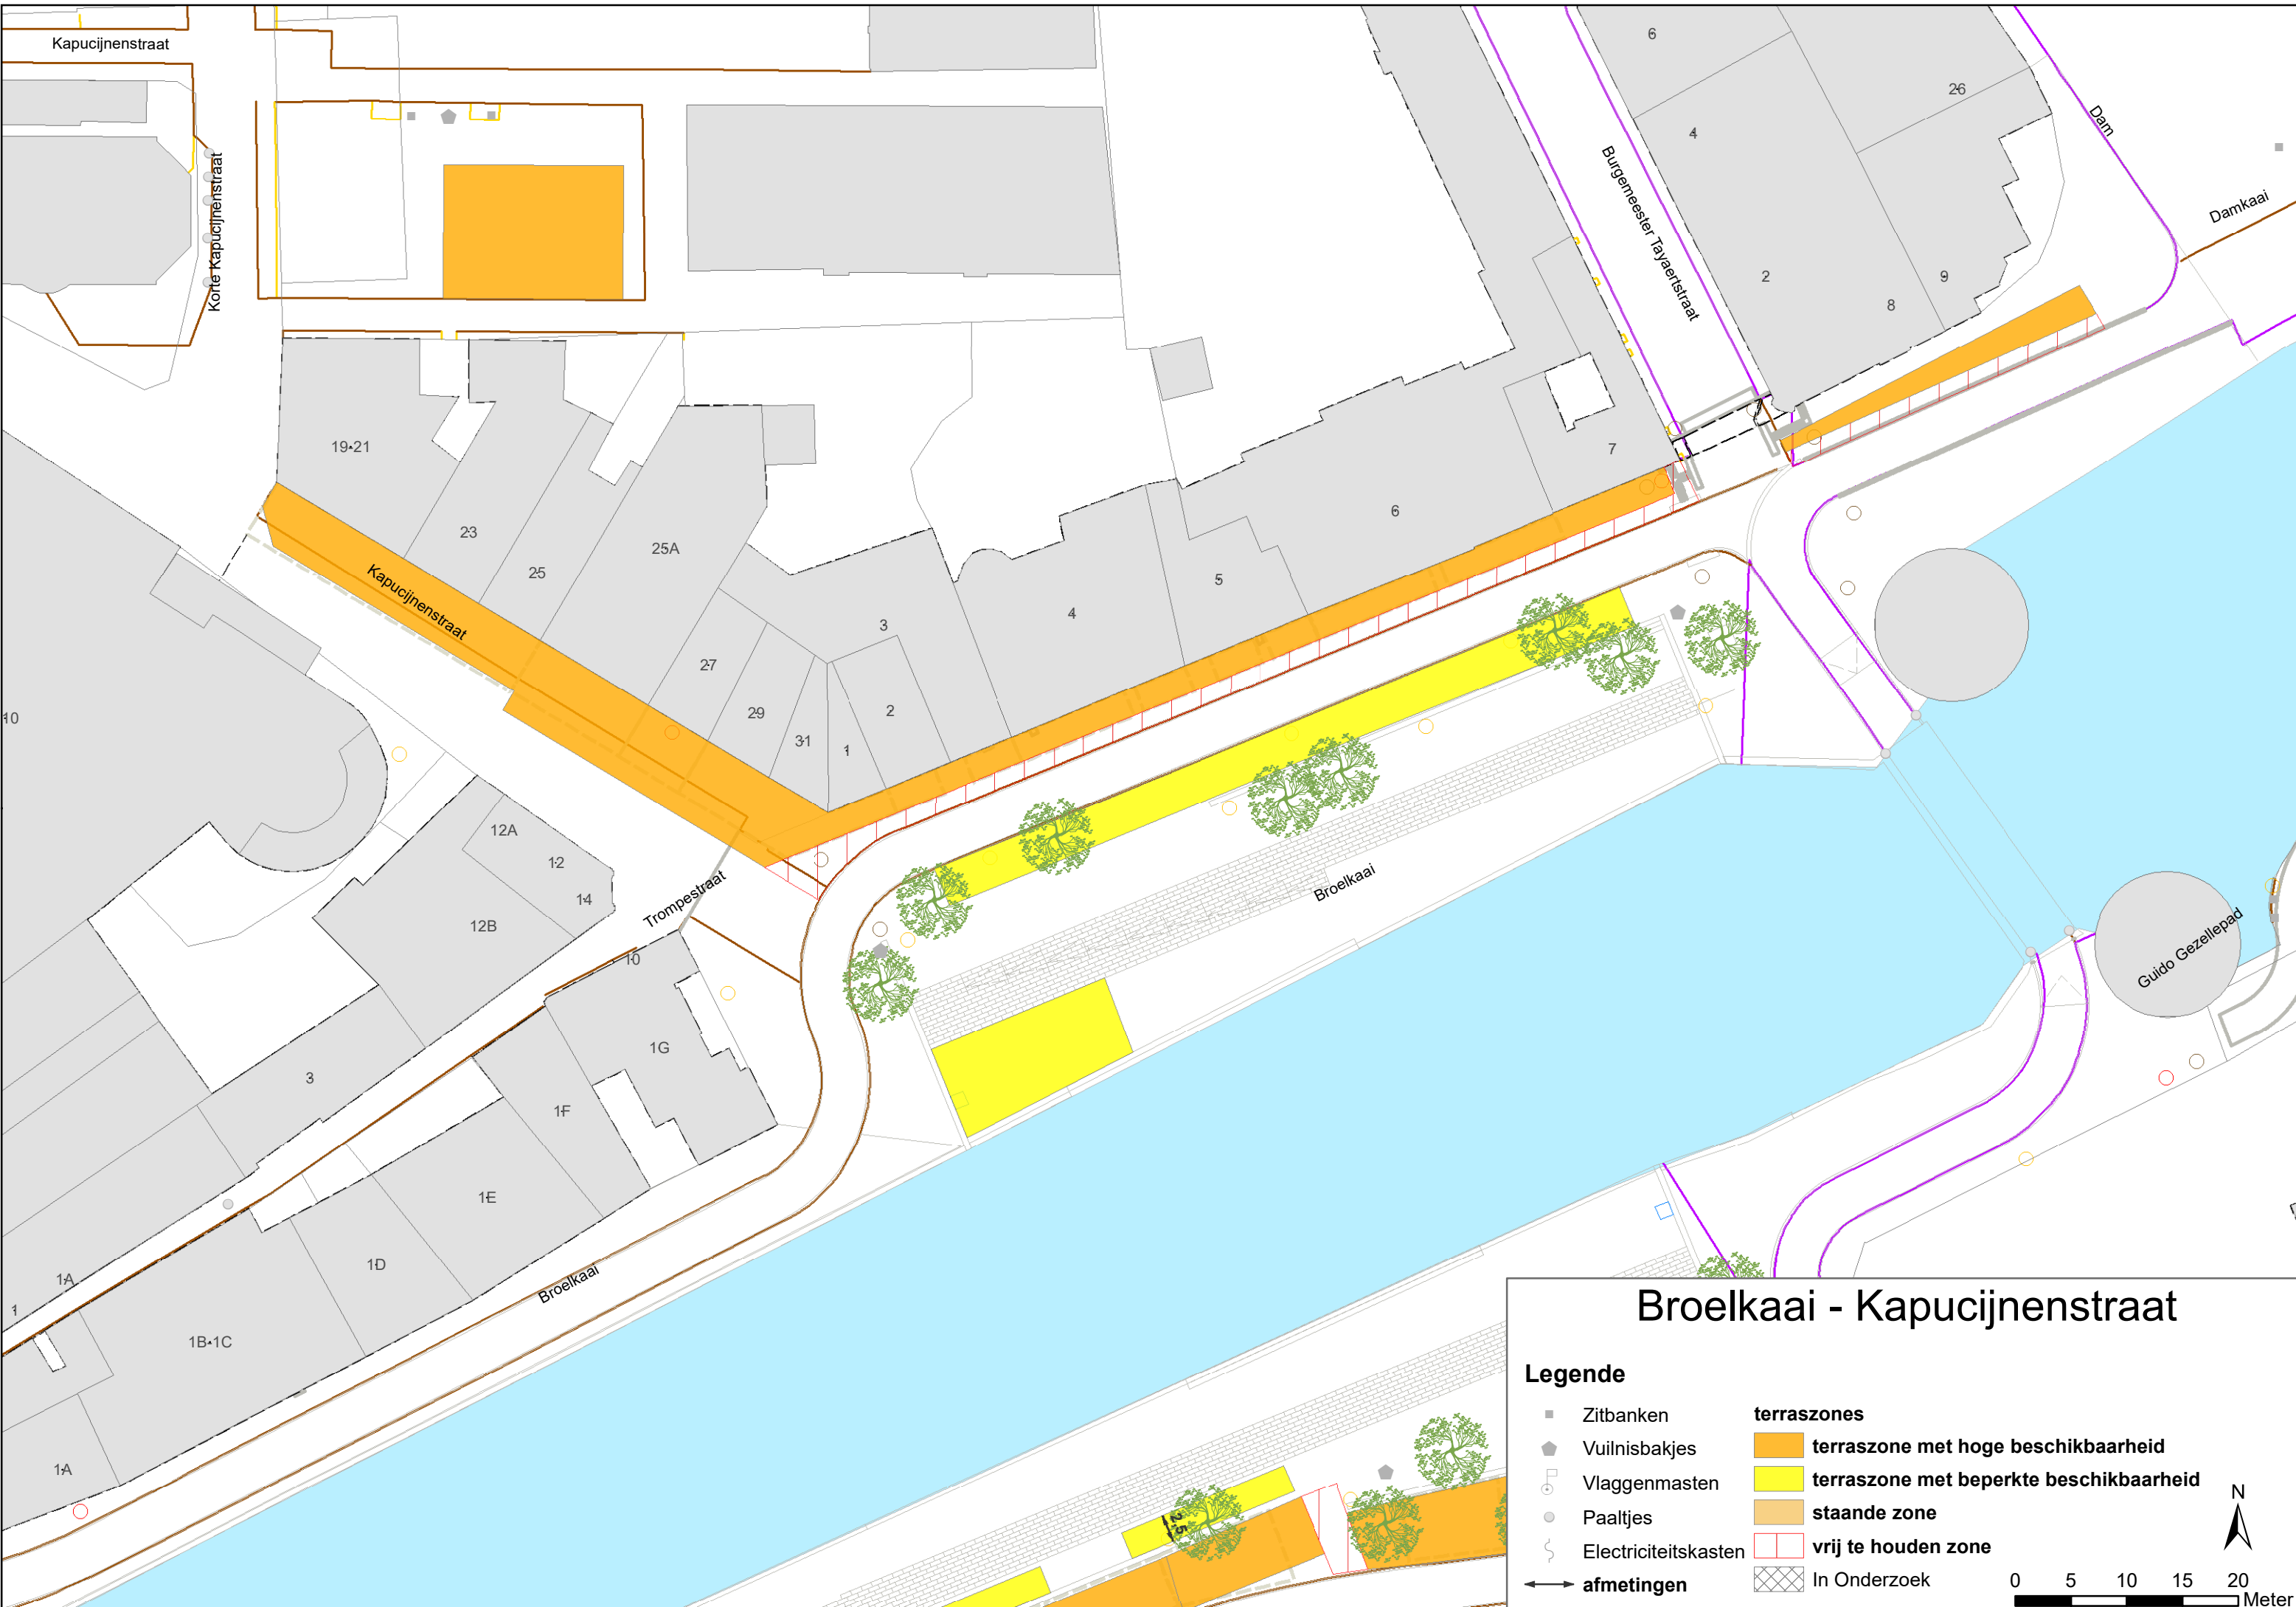 Kapucijnenstraat
Korte Kapucijnenstraat
6
26
4
Dam
Burgemeester Tayaertstraat
Damkaai
2
9
8
19-21
23
25
25A
7
6
5
Kapucijnenstraat
4
3
27
29
2
31
1
10
12A
12
14
12B
Trompestraat
Broelkaai
10
Guido Gezellepad
1G
3
1F
1E
1D
1A
1
Broelkaai
1B-1C
1A
2,5
Broelkaai - Kapucijnenstraat
Legende
Zitbanken
Vuilnisbakjes
Vlaggenmasten
Paaltjes
Electriciteitskasten
afmetingen
terraszones
terraszone met hoge beschikbaarheid
terraszone met beperkte beschikbaarheid
staande zone
vrij te houden zone
In Onderzoek
N
0 5 10 15 20
Meter